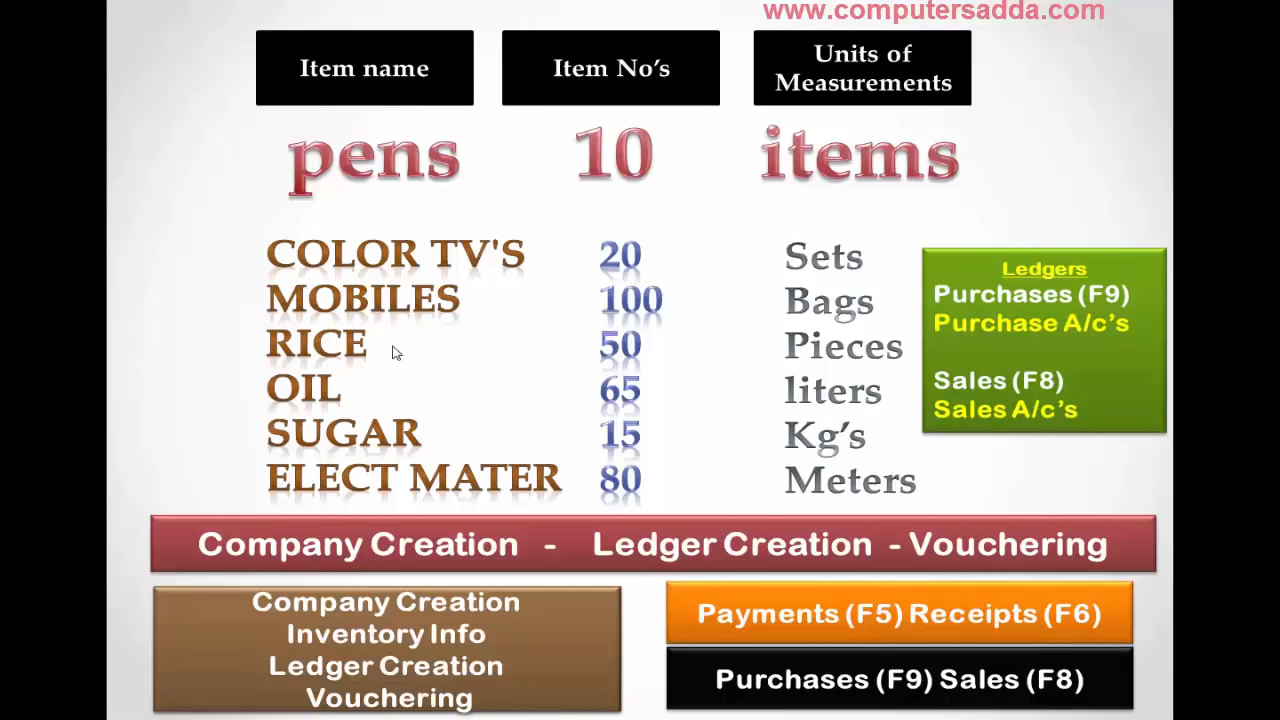 www.computersadda.com
Item name Item No’s Units of
Measurements
pens 10 items
COLOR TV'S 20 Sets
MOBILES 100 Bags
RICE 50 Pieces
OIL 65 liters
SUGAR 15 Kg’s
ELECT MATER 80 Meters
Ledgers
Purchases (F9)
Purchase A/c’s
Sales (F8)
Sales A/c’s
Company Creation - Ledger Creation - Vouchering
Company Creation
Inventory Info
Ledger Creation
Vouchering
Payments (F5) Receipts (F6)
Purchases (F9) Sales (F8)